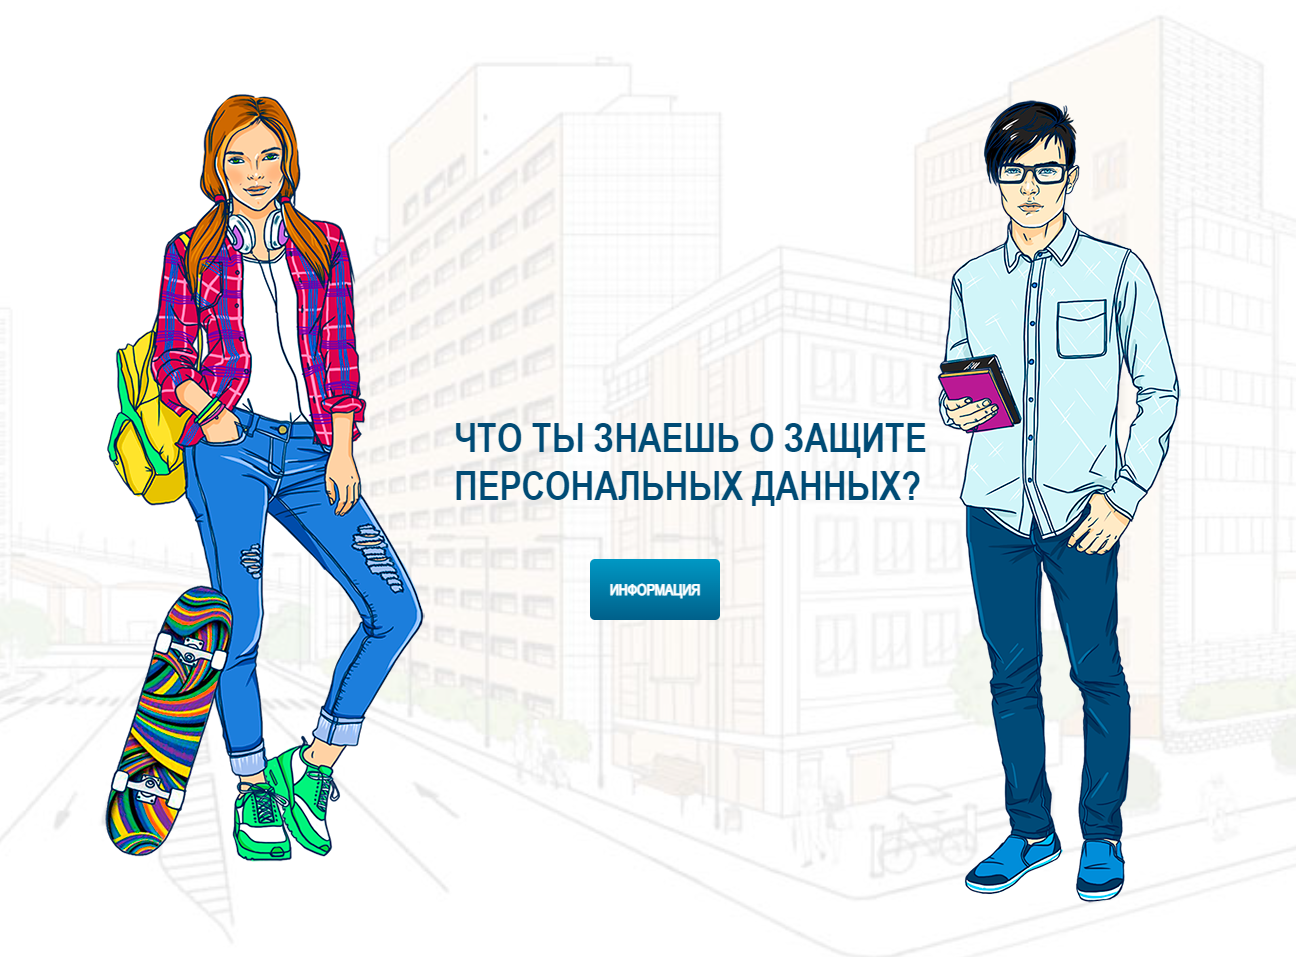 ЧТО ТЫ ЗНАЕШЬ О ЗАЩИТЕ
ПЕРСОНАЛЬНЫХ ДАННЫХ?
ИНФОРМАЦИЯ